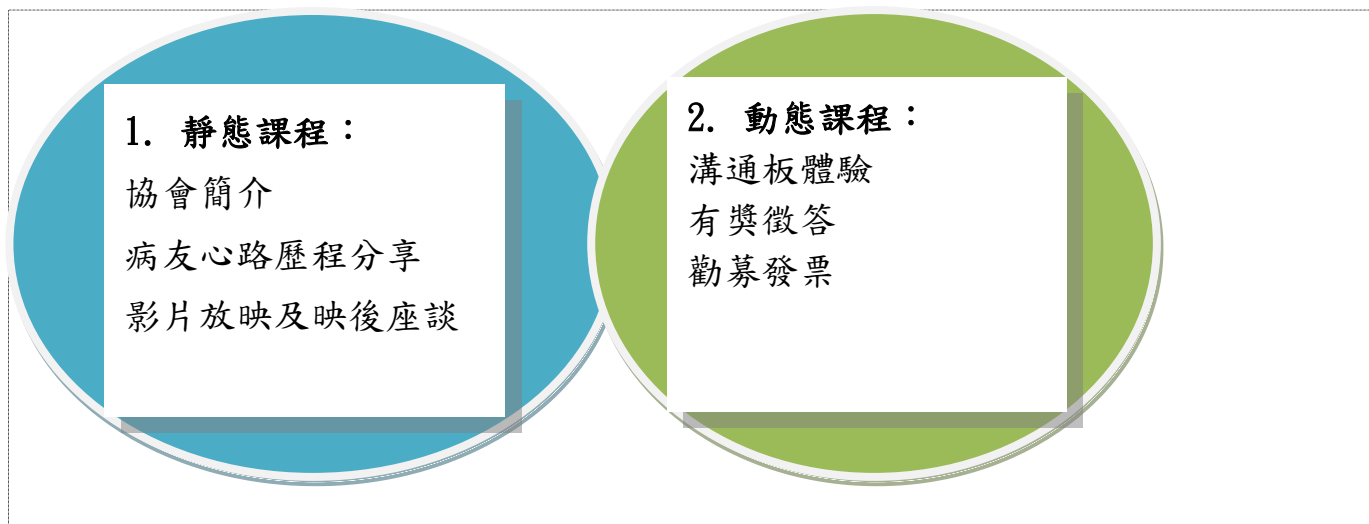 1. 靜態課程：
協會簡介
病友心路歷程分享
影片放映及映後座談
2. 動態課程：
溝通板體驗
有獎徵答
勸募發票